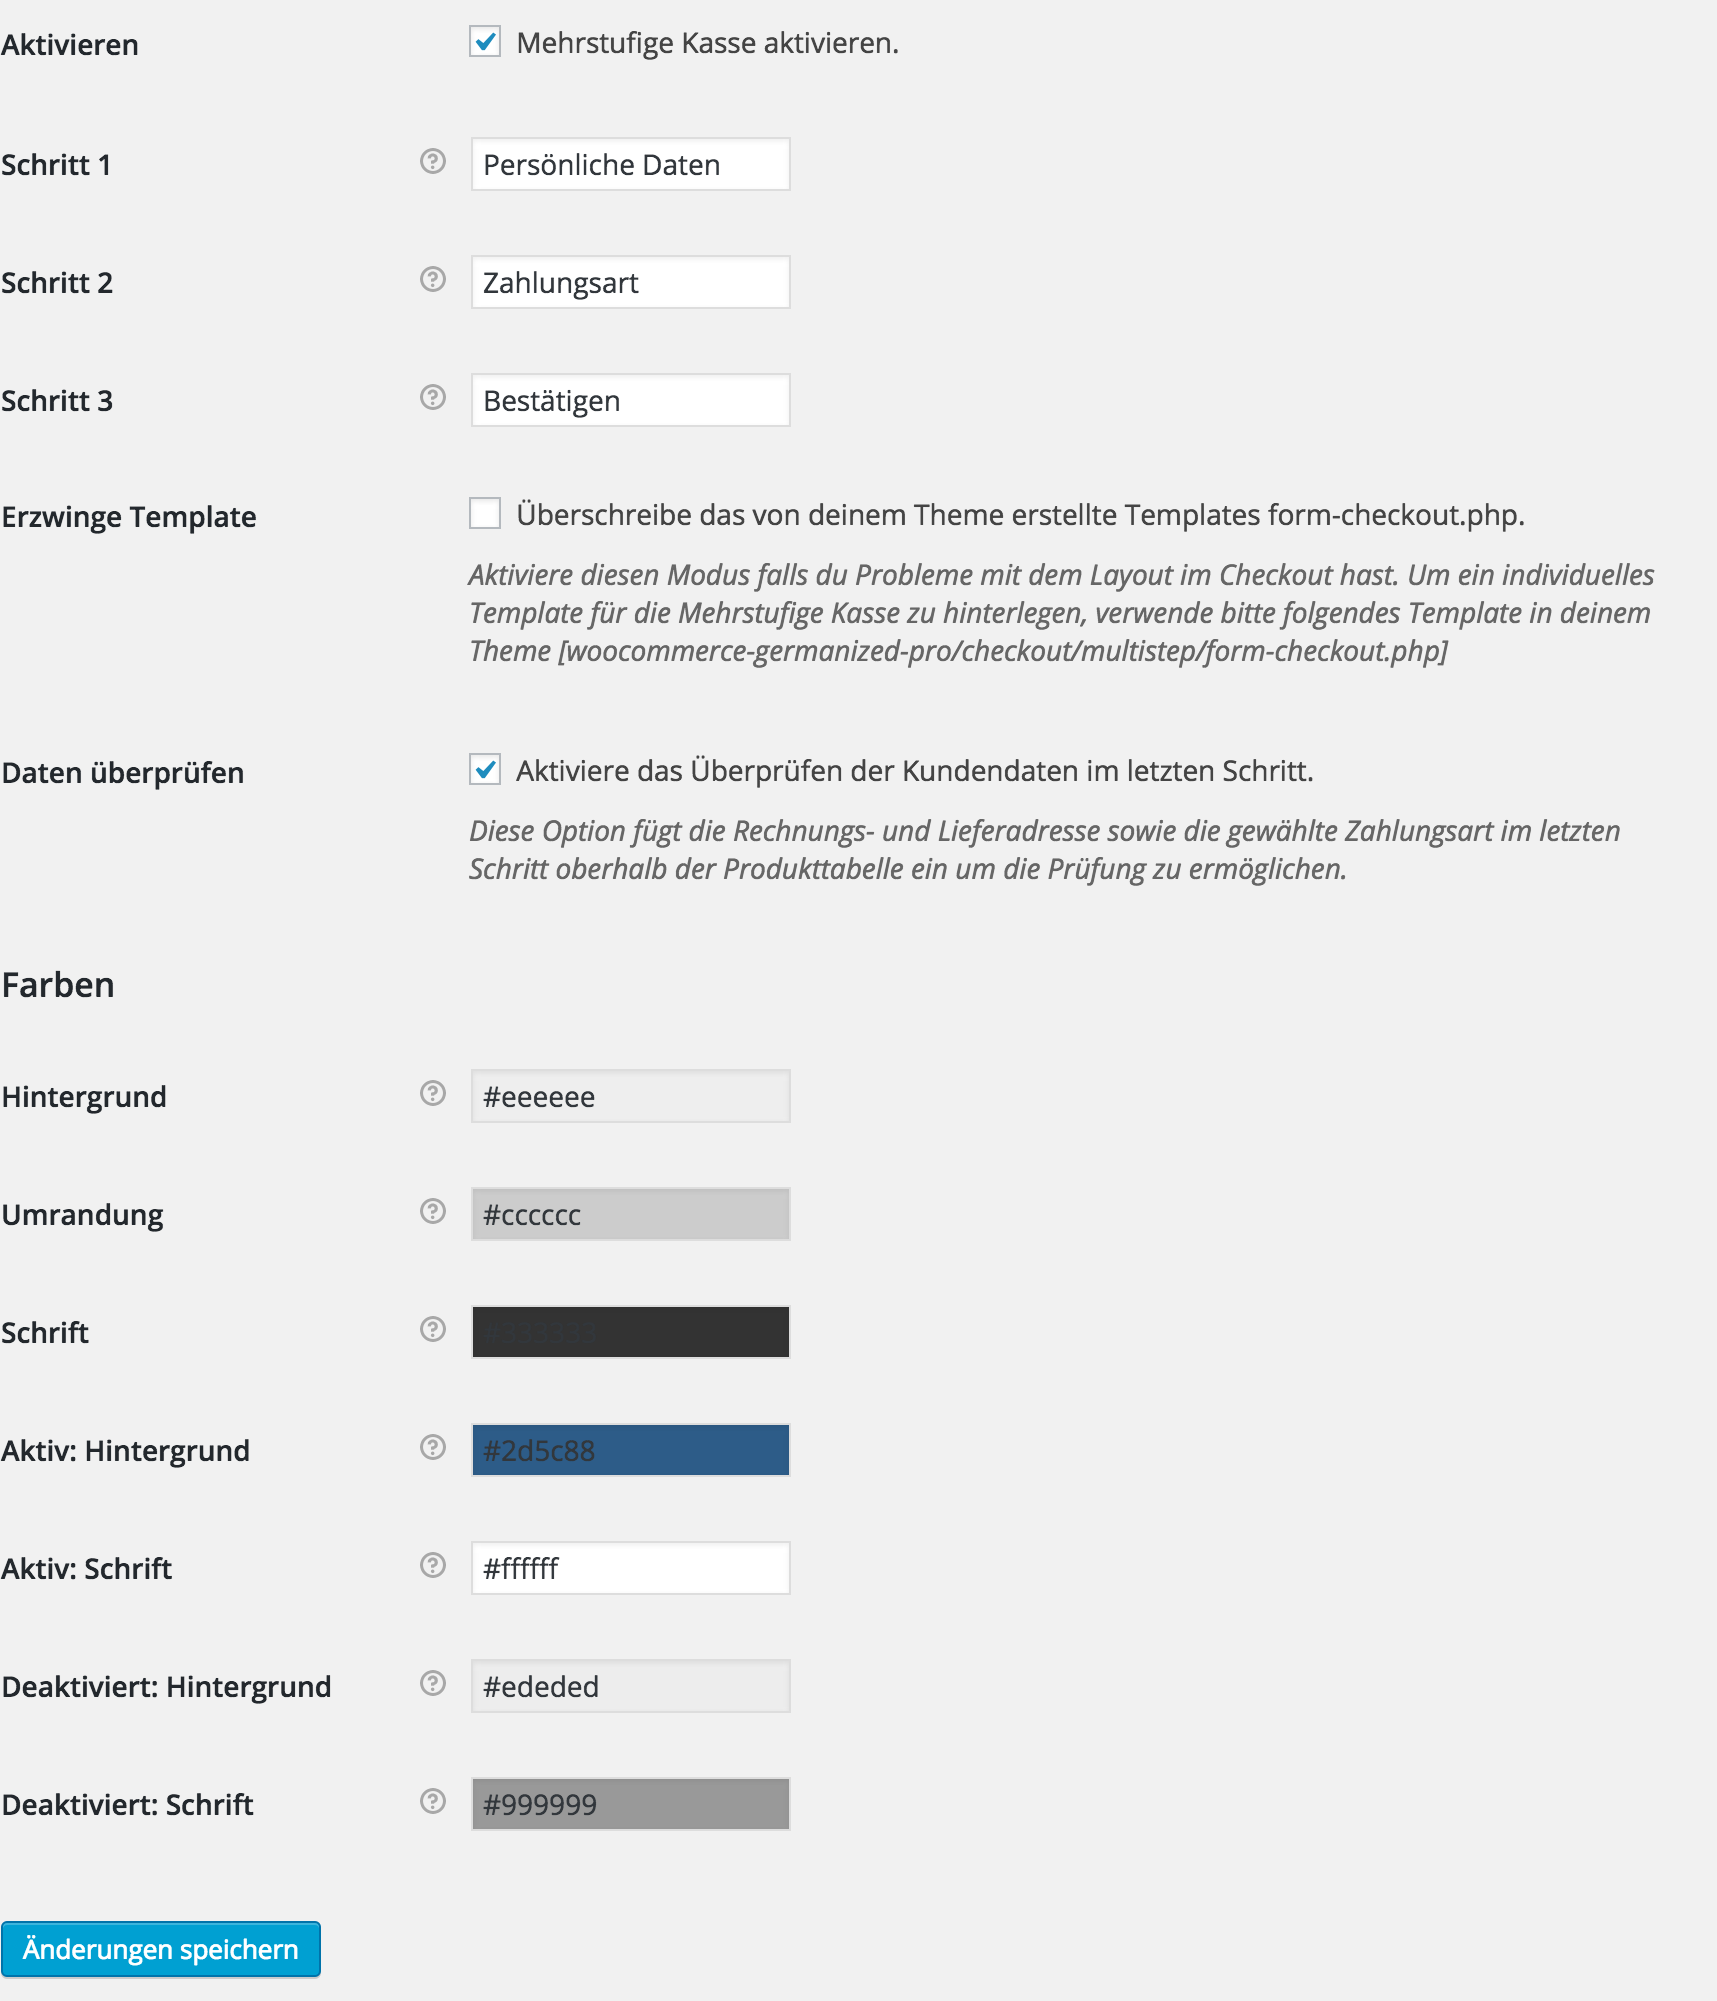 Aktivieren
Mehrstufige Kasse aktivieren.
Schritt 1
Persönliche Daten
Schritt 2
Zahlungsart
Schritt 3
Bestätigen
Erzwinge Template
Überschreibe das von deinem Theme erstellte Templates form-checkout.php.
Aktiviere diesen Modus falls du Probleme mit dem Layout im Checkout hast. Um ein individuelles
Template für die Mehrstufige Kasse zu hinterlegen, verwende bitte folgendes Template in deinem
Theme [woocommerce-germanized-pro/checkout/multistep/form-checkout.php]
Daten überprüfen
Aktiviere das Überprüfen der Kundendaten im letzten Schritt.
Diese Option fügt die Rechnungs- und Lieferadresse sowie die gewählte Zahlungsart im letzten
Schritt oberhalb der Produkttabelle ein um die Prüfung zu ermöglichen.
Farben
Hintergrund
#eeeeee
Umrandung
#cccccc
Schrift
#333333
Aktiv: Hintergrund
#2d5c88
Aktiv: Schrift
#ffffff
Deaktiviert: Hintergrund
#ededed
Deaktiviert: Schrift
#999999
Änderungen speichern